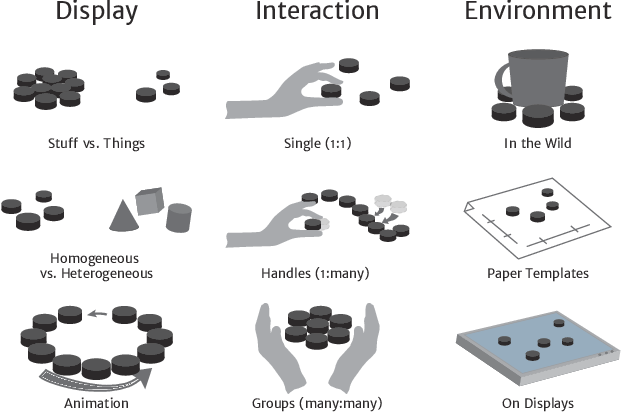 Display
Interaction
Environment
Stuff vs. Things
Single (1:1)
In the Wild
Homogeneous
vs. Heterogeneous
Handles (1:many)
Paper Templates
Animation
Groups (many:many)
On Displays